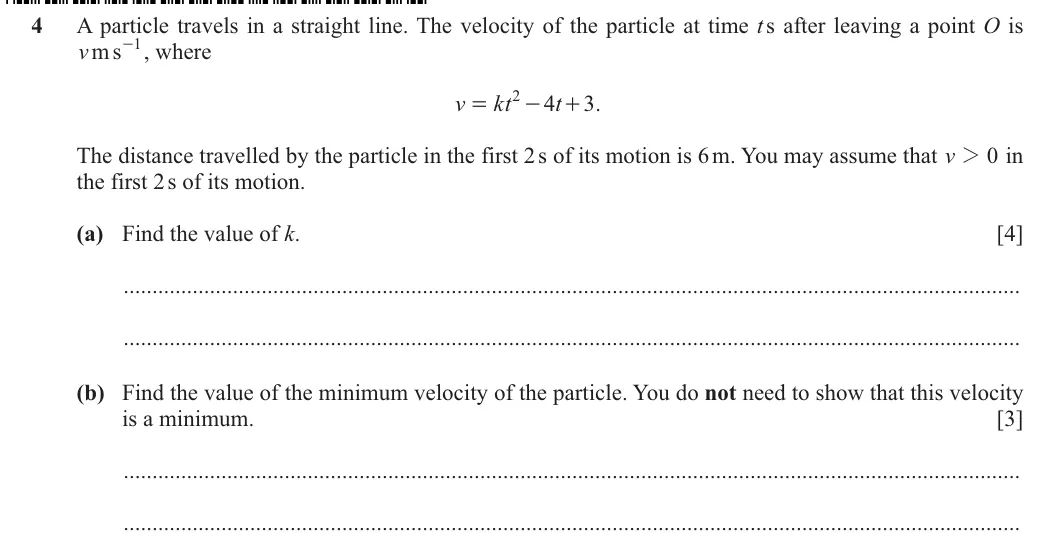 4 A particle travels in a straight line. The velocity of the particle at time t s after leaving a point O is
v m s⁻¹, where
v = kt² − 4t + 3.
The distance travelled by the particle in the first 2 s of its motion is 6 m. You may assume that v > 0 in
the first 2 s of its motion.
(a) Find the value of k. [4]
(b) Find the value of the minimum velocity of the particle. You do not need to show that this velocity
is a minimum. [3]